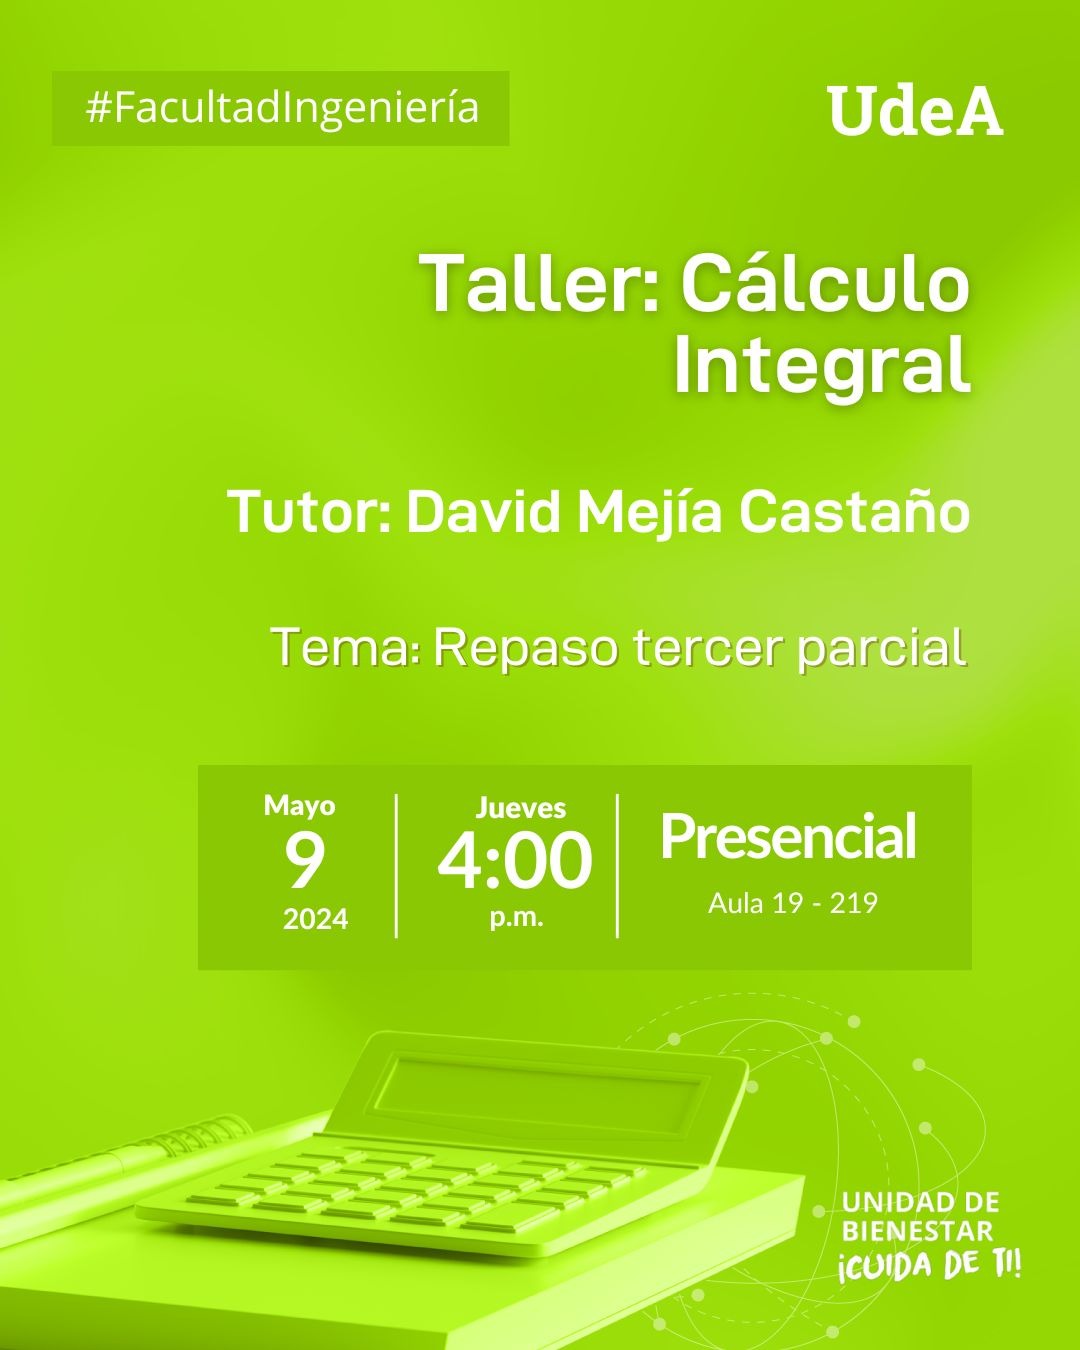 #FacultadIngeniería
UdeA
Taller: Cálculo
Integral
Tutor: David Mejía Castaño
Tema: Repaso tercer parcial
Mayo
9
2024
Jueves
4:00
p.m.
Presencial
Aula 19 - 219
UNIDAD DE
BIENESTAR
¡CUIDA DE TI!